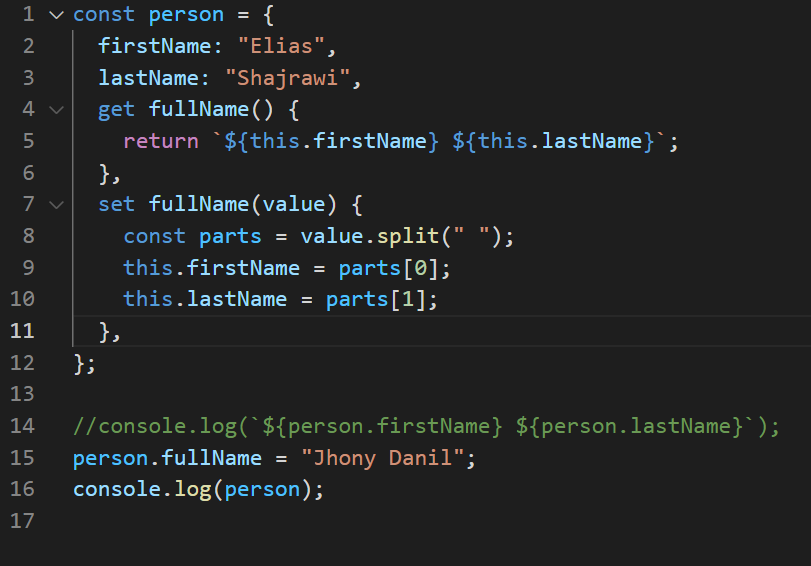 1 const person = {
2 firstName: "Elias",
3 lastName: "Shajrawi",
4 get fullName() {
5 return `${this.firstName} ${this.lastName}`;
6 },
7 set fullName(value) {
8 const parts = value.split(" ");
9 this.firstName = parts[0];
10 this.lastName = parts[1];
11 },
12 };
13
14 //console.log(`${person.firstName} ${person.lastName}`);
15 person.fullName = "Jhony Danil";
16 console.log(person);
17